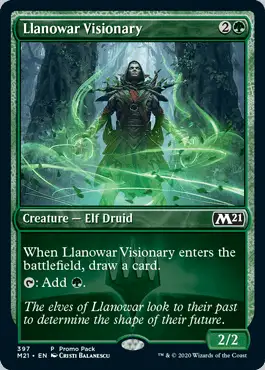 Llanowar Visionary 2
Creature — Elf Druid M21
When Llanowar Visionary enters the
battlefield, draw a card.
: Add .
The elves of Llanowar look to their past
to determine the shape of their future.
2/2
397 P Promo Pack
M21 • EN Cristi Balanescu ™ & © 2020 Wizards of the Coast